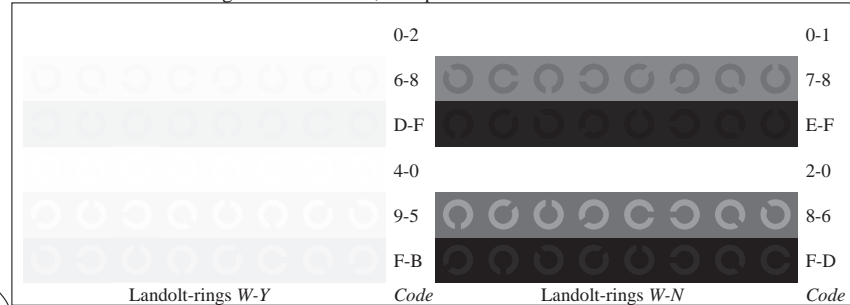 0-2 0-1
6-8 7-8
D-F E-F
4-0 2-0
9-5 8-6
F-B F-D
Landolt-rings W-Y Code Landolt-rings W-N Code